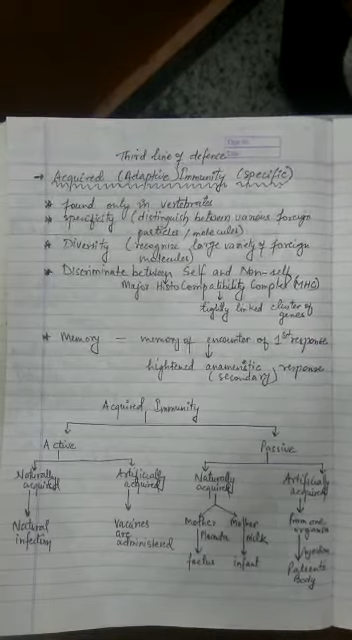 Third line of defence
→ Acquired (Adaptive) Immunity (Specific)
* found only in vertebrates
* Specificity (distinguish between various foreign
particles / molecules)
* Diversity (recognize large variety of foreign
molecules)
* Discriminate between Self and Non-self
Major HistoCompatibility Complex (MHC)
tightly linked cluster of
genes
* Memory – memory of encounter of 1st response
hightened anamnestic response
(secondary)
Acquired Immunity
Active Passive
Naturally Artificially Naturally Artificially
acquired acquired acquired acquired
Natural Vaccines Mother Mother From one
infection are milk organism
administered foetus infant
Patients
Body